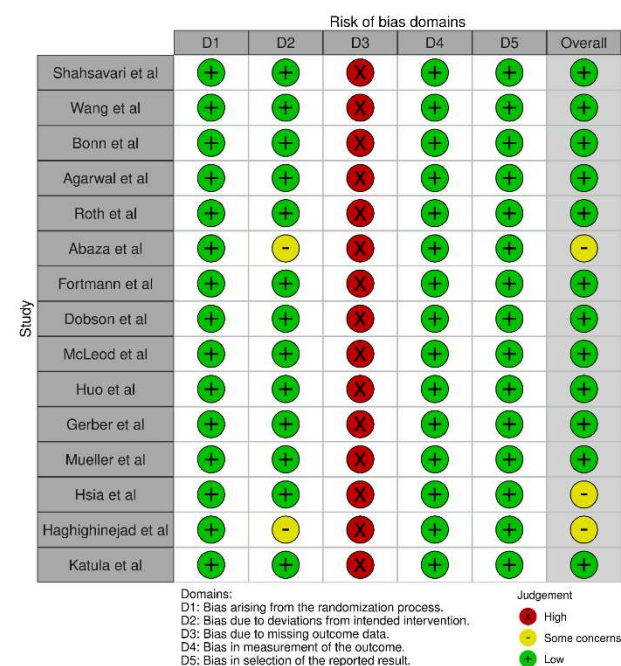 Risk of bias domains
D1 D2 D3 D4 D5 Overall
Shahsavari et al + + X + + +
Wang et al + + X + + +
Bonn et al + + X + + +
Agarwal et al + + X + + +
Roth et al + + X + + +
Abaza et al + - X + + -
Fortmann et al + + X + + +
Dobson et al + + X + + +
McLeod et al + + X + + +
Huo et al + + X + + +
Gerber et al + + X + + +
Mueller et al + + X + + +
Hsia et al + + X + + -
Haghighinejad et al + - X + + -
Katula et al + + X + + +
Study
Domains:
D1: Bias arising from the randomization process.
D2: Bias due to deviations from intended intervention.
D3: Bias due to missing outcome data.
D4: Bias in measurement of the outcome.
D5: Bias in selection of the reported result.
Judgement
X High
- Some concerns
+ Low